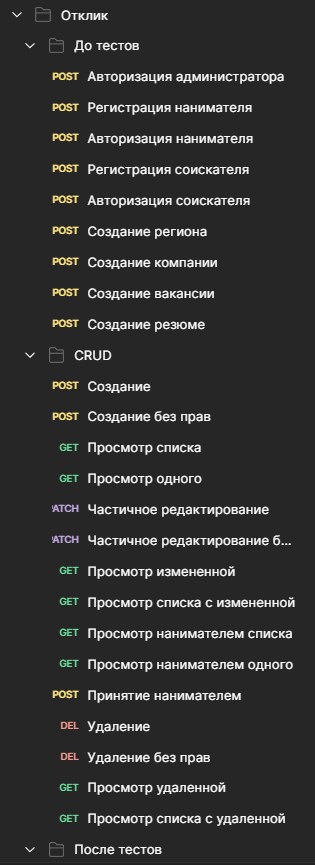 Отклик
До тестов
POST Авторизация администратора
POST Регистрация нанимателя
POST Авторизация нанимателя
POST Регистрация соискателя
POST Авторизация соискателя
POST Создание региона
POST Создание компании
POST Создание вакансии
POST Создание резюме
CRUD
POST Создание
POST Создание без прав
GET Просмотр списка
GET Просмотр одного
ATCH Частичное редактирование
ATCH Частичное редактирование б...
GET Просмотр измененной
GET Просмотр списка с измененной
GET Просмотр нанимателем списка
GET Просмотр нанимателем одного
POST Принятие нанимателем
DEL Удаление
DEL Удаление без прав
GET Просмотр удаленной
GET Просмотр списка с удаленной
После тестов